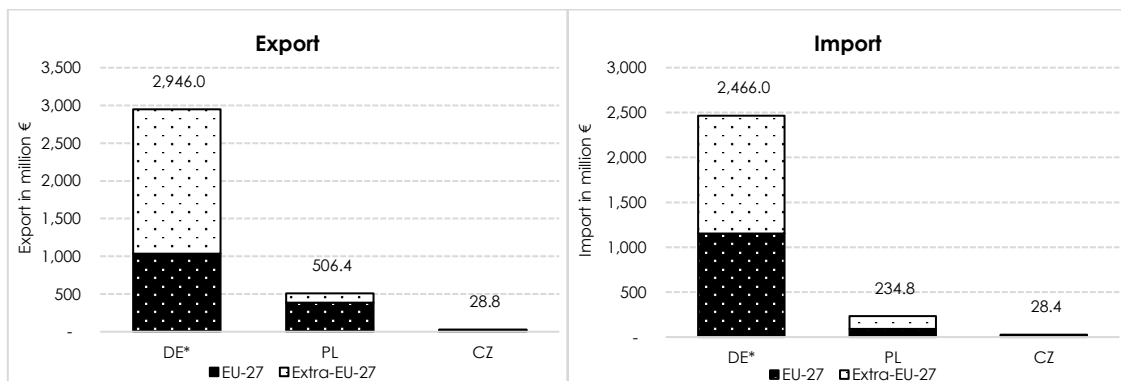 Export
3,500
3,000
2,500
2,000
1,500
1,000
500
-
Export in million €
2,946.0
506.4
28.8
DE*
PL
CZ
EU-27
Extra-EU-27
Import
3,000
2,500
2,000
1,500
1,000
500
-
Import in million €
2,466.0
234.8
28.4
DE*
PL
CZ
EU-27
Extra-EU-27